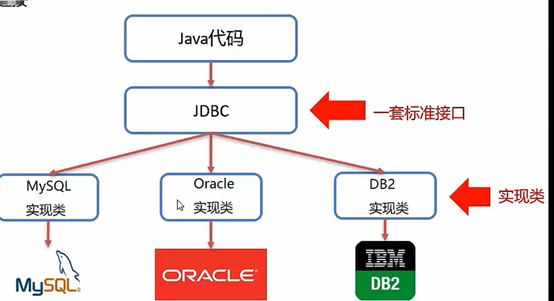 Java代码
JDBC
一套标准接口
MySQL
实现类
Oracle
实现类
DB2
实现类
实现类
MySQL
ORACLE
IBM
DB2